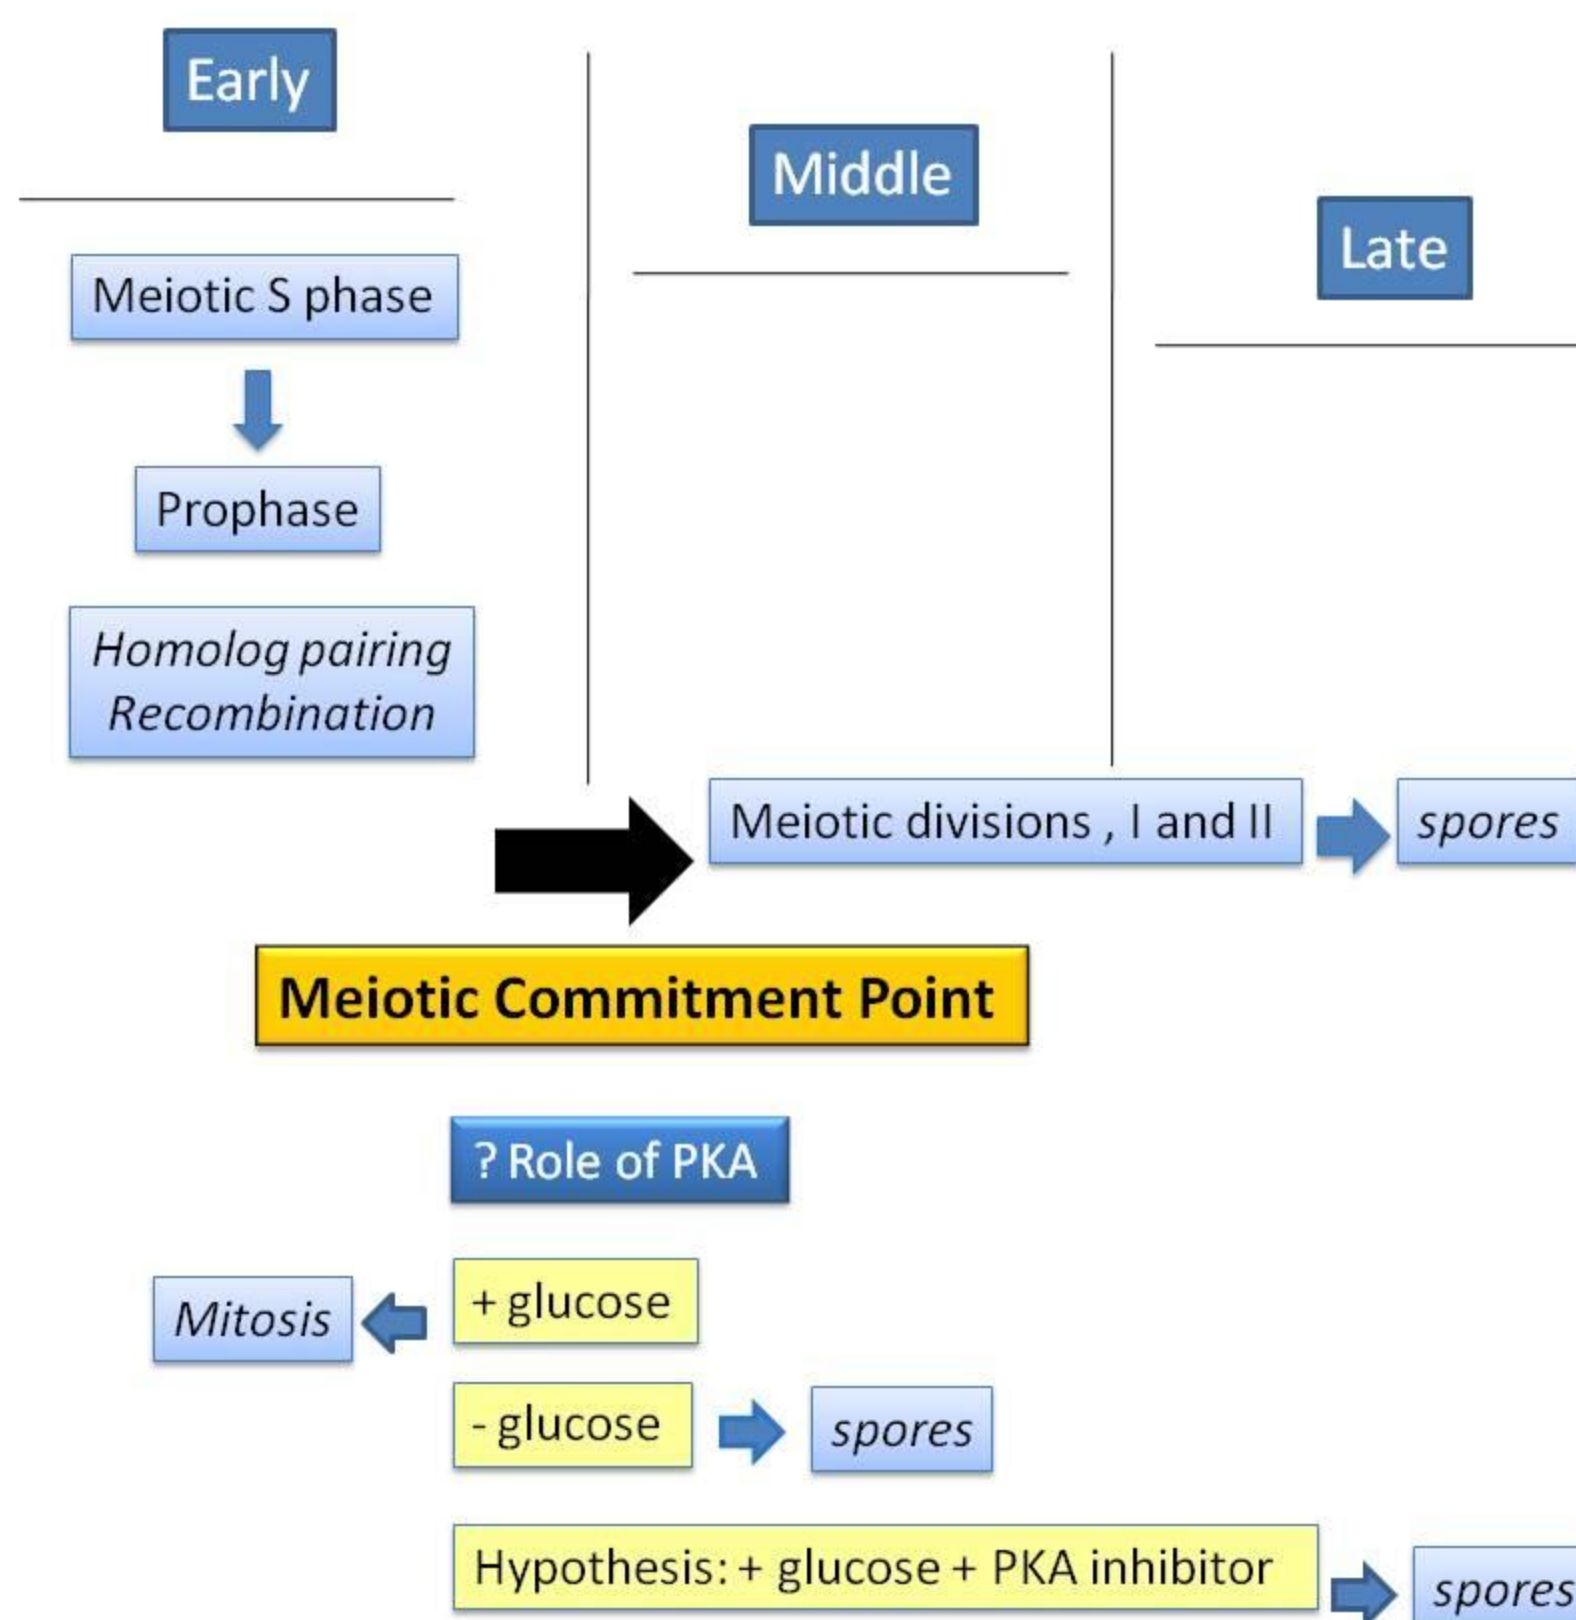 Early
Middle
Late
Meiotic S phase
Prophase
Homolog pairing
Recombination
Meiotic divisions , I and II
spores
Meiotic Commitment Point
? Role of PKA
+ glucose
Mitosis
- glucose
spores
Hypothesis: + glucose + PKA inhibitor
spores